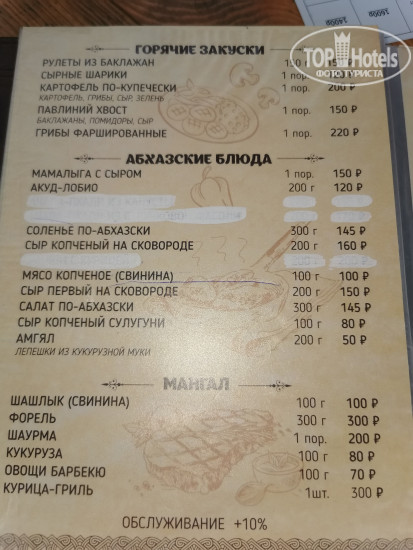 1600р
1400р
TOP Hotels
ФОТО ТУРИСТА
ГОРЯЧИЕ ЗАКУСКИ
РУЛЕТЫ ИЗ БАКЛАЖАН
СЫРНЫЕ ШАРИКИ 1 пор.
КАРТОФЕЛЬ ПО-КУПЕЧЕСКИ 1 пор. 200 ₽
КАРТОФЕЛЬ, ГРИБЫ, СЫР, ЗЕЛЕНЬ
ПАВЛИНИЙ ХВОСТ 1 пор. 150 ₽
БАКЛАЖАНЫ, ПОМИДОРЫ, СЫР
ГРИБЫ ФАРШИРОВАННЫЕ 1 пор. 220 ₽
АБХАЗСКИЕ БЛЮДА
МАМАЛЫГА С СЫРОМ 1 пор. 150 ₽
АКУД-ЛОБИО 200 г 120 ₽
СОЛЕНЬЕ ПО-АБХАЗСКИ 300 г 145 ₽
СЫР КОПЧЕНЫЙ НА СКОВОРОДЕ 200 г 160 ₽
МЯСО КОПЧЕНОЕ (СВИНИНА) 100 г 100 ₽
СЫР ПЕРВЫЙ НА СКОВОРОДЕ 200 г 150 ₽
САЛАТ ПО-АБХАЗСКИ 300 г 145 ₽
СЫР КОПЧЕНЫЙ СУЛУГУНИ 100 г 80 ₽
АМГЯЛ 200 г 50 ₽
ЛЕПЕШКИ ИЗ КУКУРУЗНОЙ МУКИ
МАНГАЛ
ШАШЛЫК (СВИНИНА) 100 г 100 ₽
ФОРЕЛЬ 300 г 300 ₽
ШАУРМА 1 пор. 200 ₽
КУКУРУЗА 100 г 80 ₽
ОВОЩИ БАРБЕКЮ 100 г 70 ₽
КУРИЦА-ГРИЛЬ 1шт. 300 ₽
ОБСЛУЖИВАНИЕ +10%